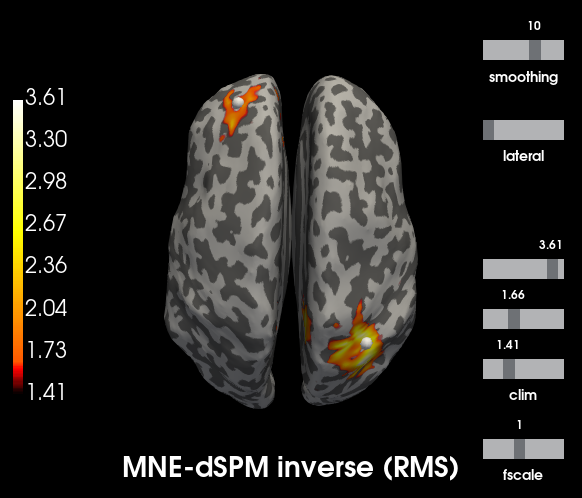 3.61
3.30
2.98
2.67
2.36
2.04
1.73
1.41
10
smoothing
lateral
3.61
1.66
1.41
clim
1
fscale
MNE-dSPM inverse (RMS)